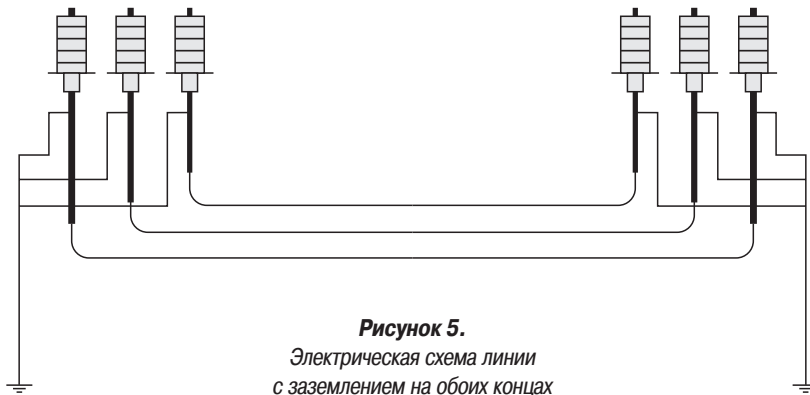 Рисунок 5.
Электрическая схема линии
с заземлением на обоих концах